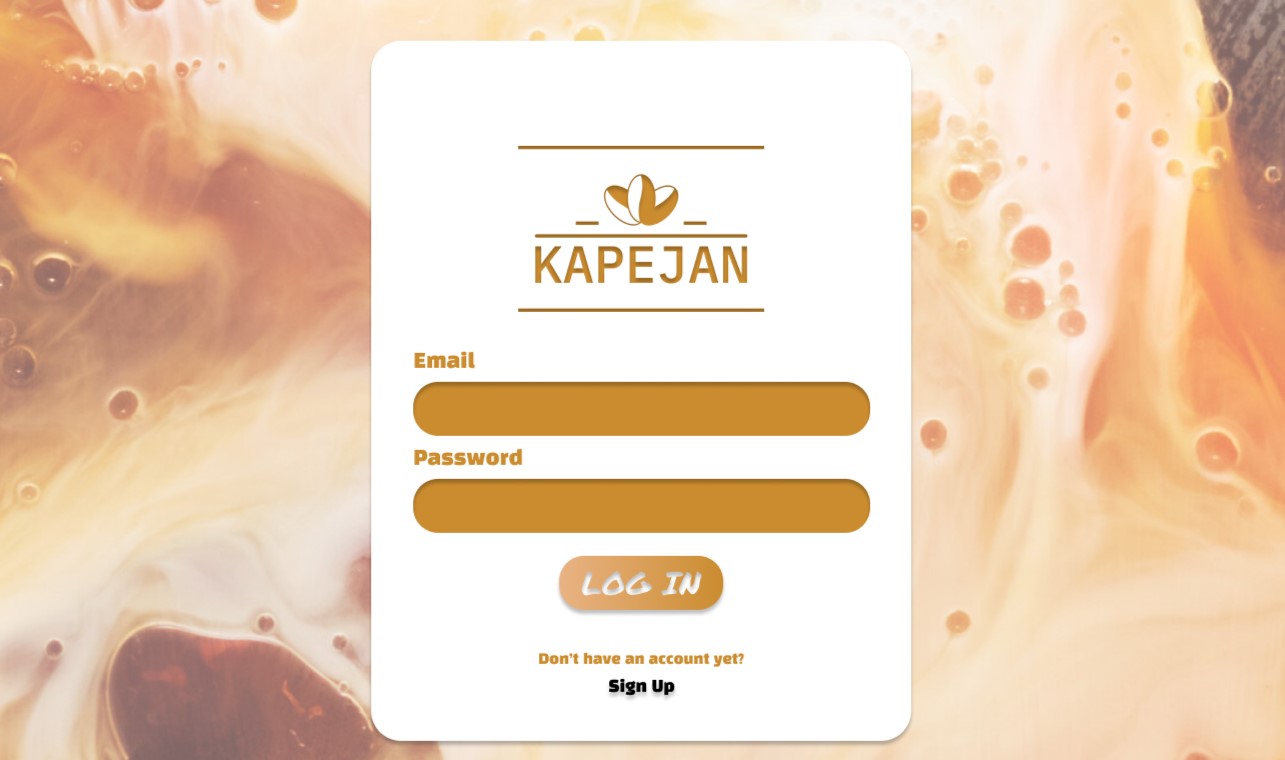 KAPEJAN
Email
Password
LOG IN
Don't have an account yet?
Sign Up